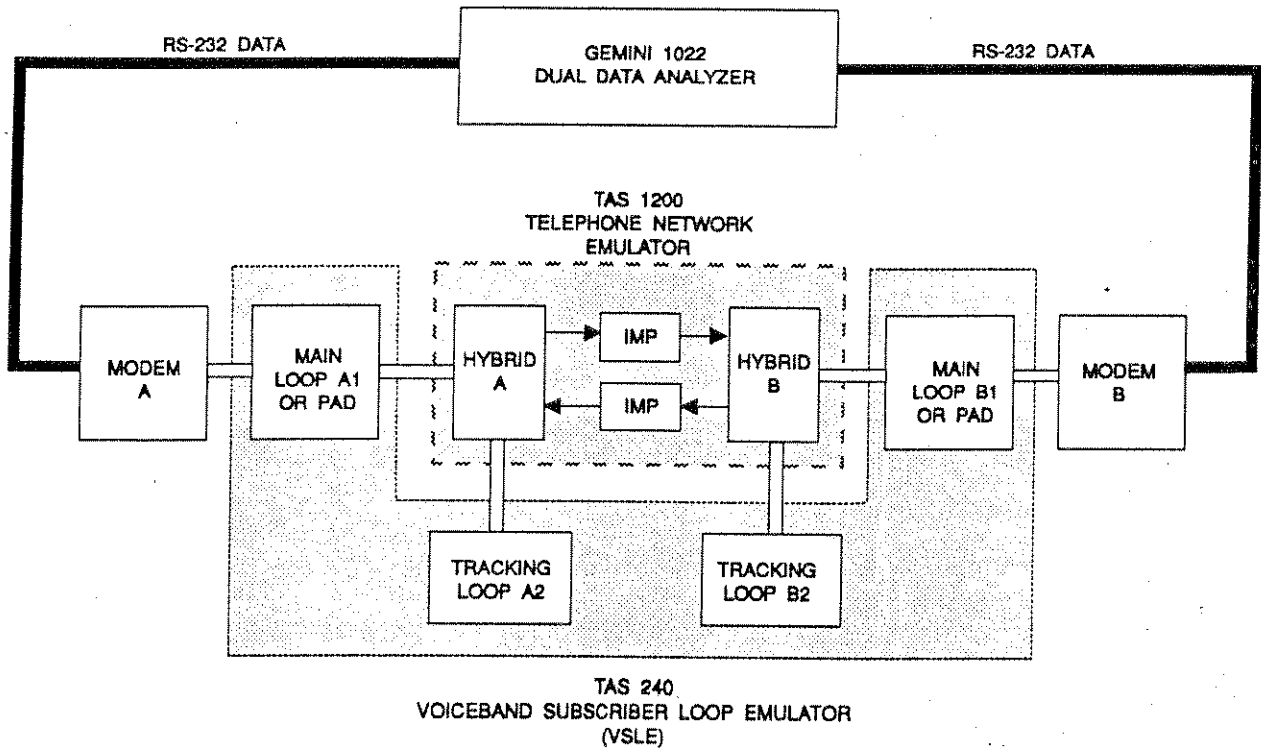 RS-232 DATA
GEMINI 1022
DUAL DATA ANALYZER
RS-232 DATA
TAS 1200
TELEPHONE NETWORK
EMULATOR
MODEM
A
MAIN
LOOP A1
OR PAD
HYBRID
A
IMP
IMP
HYBRID
B
MAIN
LOOP B1
OR PAD
MODEM
B
TRACKING
LOOP A2
TRACKING
LOOP B2
TAS 240
VOICEBAND SUBSCRIBER LOOP EMULATOR
(VSLE)